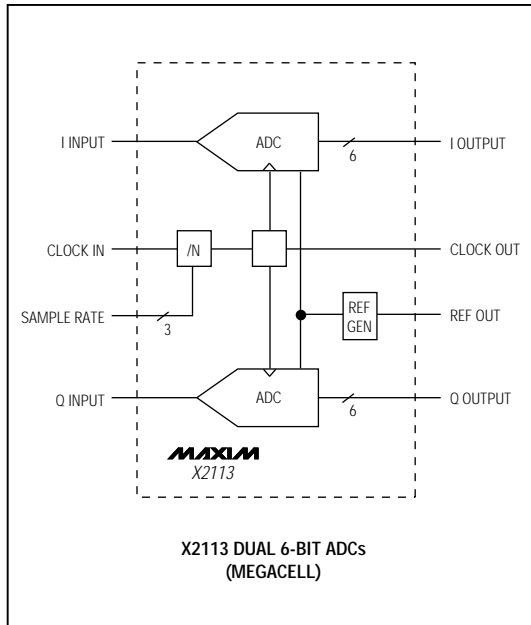 I INPUT
ADC
6
I OUTPUT
CLOCK IN
/N
CLOCK OUT
SAMPLE RATE
3
REF
GEN
REF OUT
Q INPUT
ADC
6
Q OUTPUT
MAXIM
X2113
X2113 DUAL 6-BIT ADCs
(MEGACELL)